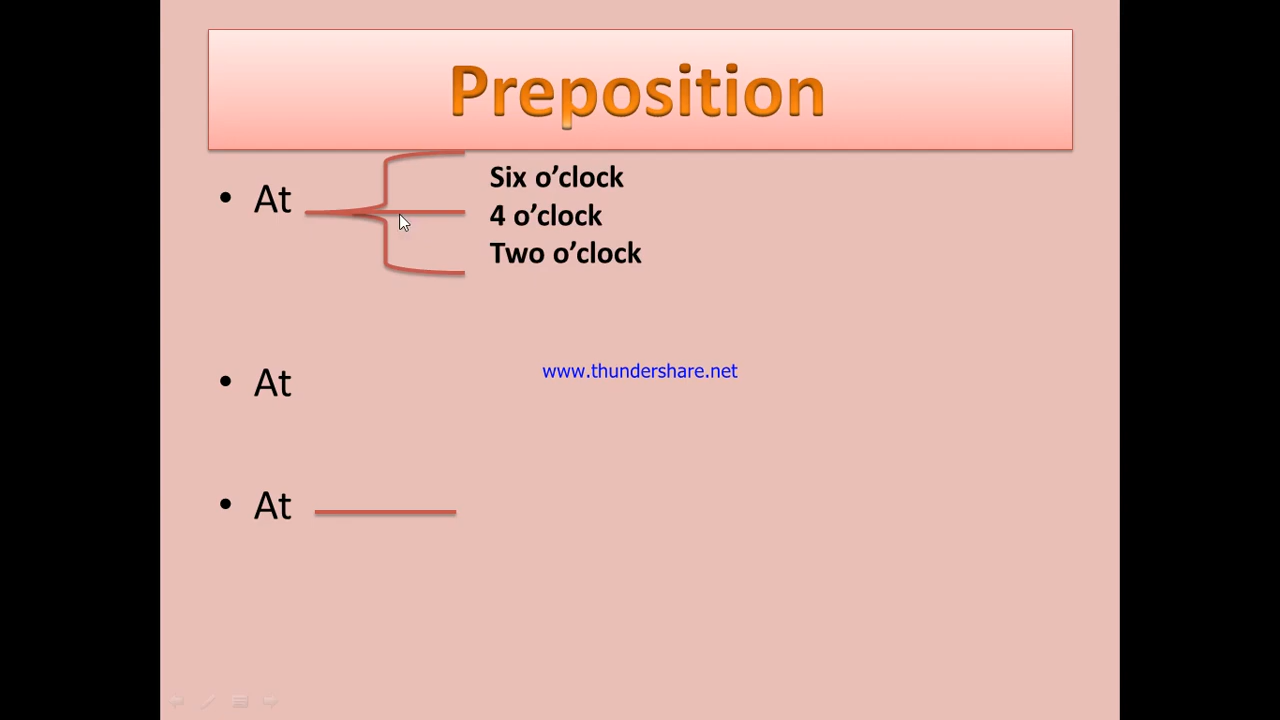 Preposition
• At
Six o’clock
4 o’clock
Two o’clock
• At
www.thundershare.net
• At